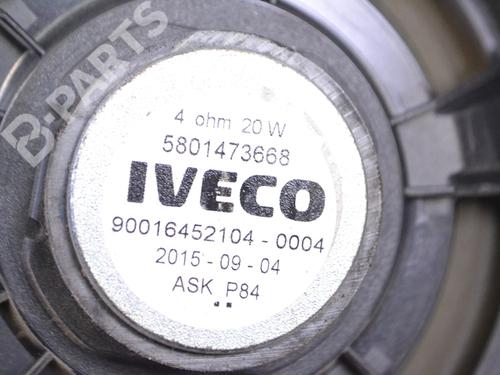 B-PARTS
4 ohm 20 W
5801473668
IVECO
90016452104 - 0004
2015 - 09 - 04
ASK P84